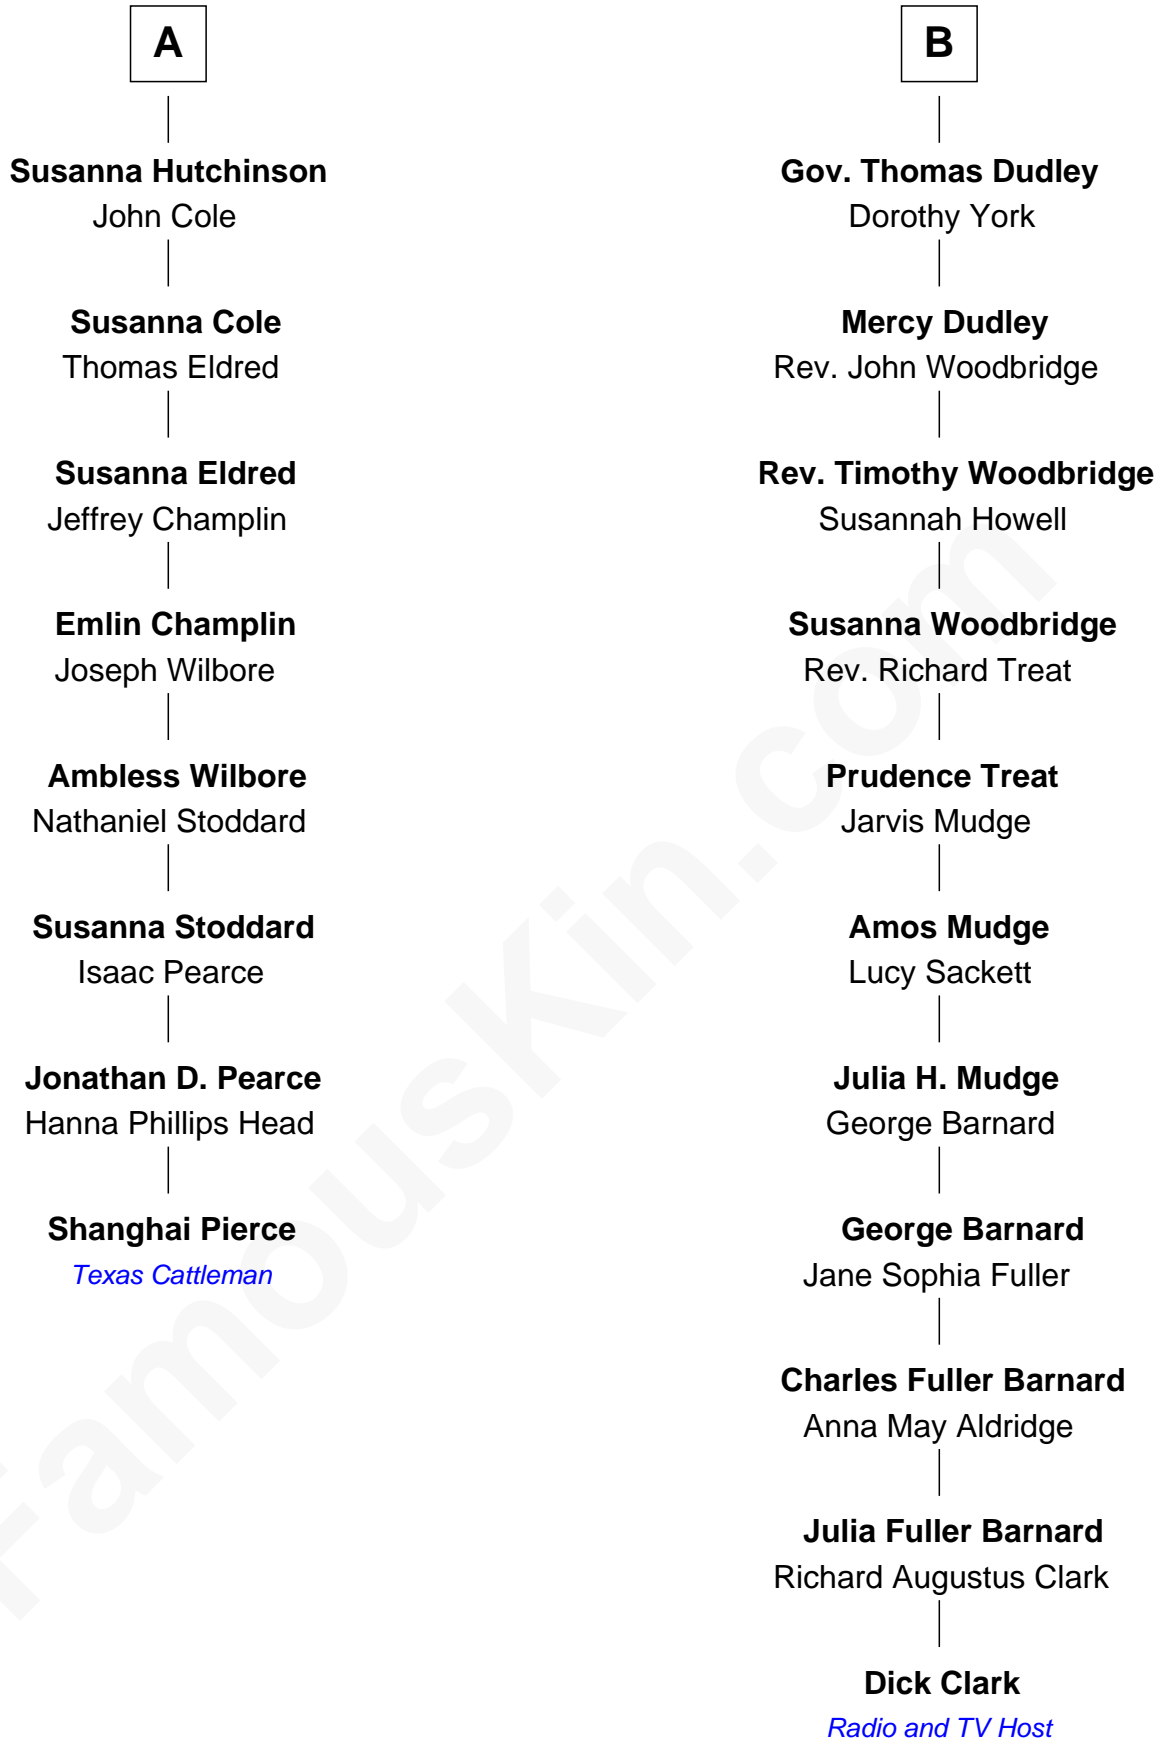 A
Susanna Hutchinson
John Cole
Susanna Cole
Thomas Eldred
Susanna Eldred
Jeffrey Champlin
Emlin Champlin
Joseph Wilbore
Ambless Wilbore
Nathaniel Stoddard
Susanna Stoddard
Isaac Pearce
Jonathan D. Pearce
Hanna Phillips Head
Shanghai Pierce
Texas Cattleman
B
Gov. Thomas Dudley
Dorothy York
Mercy Dudley
Rev. John Woodbridge
Rev. Timothy Woodbridge
Susannah Howell
Susanna Woodbridge
Rev. Richard Treat
Prudence Treat
Jarvis Mudge
Amos Mudge
Lucy Sackett
Julia H. Mudge
George Barnard
George Barnard
Jane Sophia Fuller
Charles Fuller Barnard
Anna May Aldridge
Julia Fuller Barnard
Richard Augustus Clark
Dick Clark
Radio and TV Host
FamousKin.com